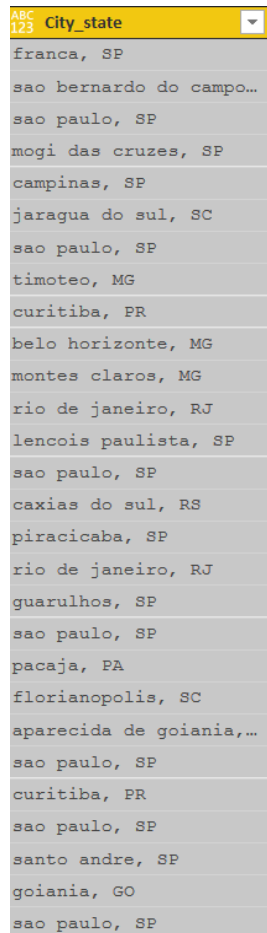 ABC
123 City_state
franca, SP
sao bernardo do campo…
sao paulo, SP
mogi das cruzes, SP
campinas, SP
jaragua do sul, SC
sao paulo, SP
timoteo, MG
curitiba, PR
belo horizonte, MG
montes claros, MG
rio de janeiro, RJ
lencois paulista, SP
sao paulo, SP
caxias do sul, RS
piracicaba, SP
rio de janeiro, RJ
guarulhos, SP
sao paulo, SP
pacaja, PA
florianopolis, SC
aparecida de goiania,…
sao paulo, SP
curitiba, PR
sao paulo, SP
santo andre, SP
goiania, GO
sao paulo, SP